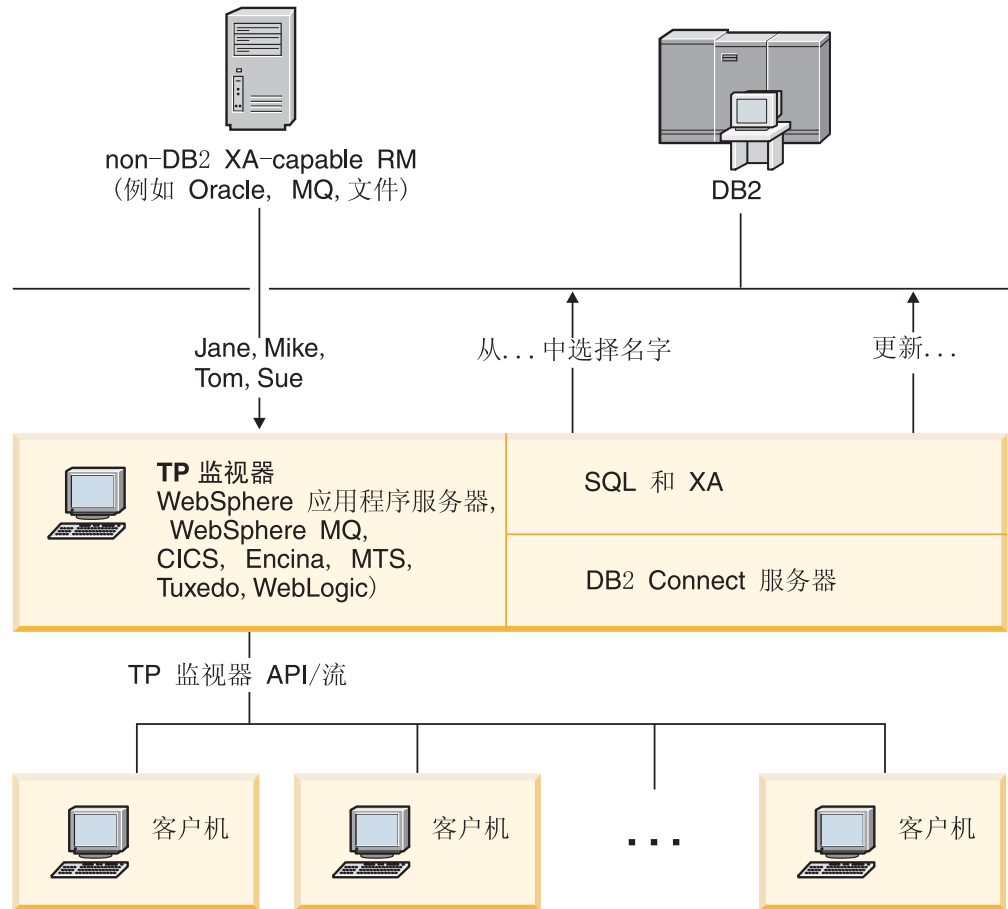 non-DB2 XA-capable RM
(例如 Oracle, MQ, 文件)
DB2
Jane, Mike,
Tom, Sue
从...中选择名字
更新...
TP 监视器
WebSphere 应用程序服务器,
WebSphere MQ,
CICS, Encina, MTS,
Tuxedo, WebLogic)
SQL 和 XA
DB2 Connect 服务器
TP 监视器 API/流
客户机
客户机
...
客户机